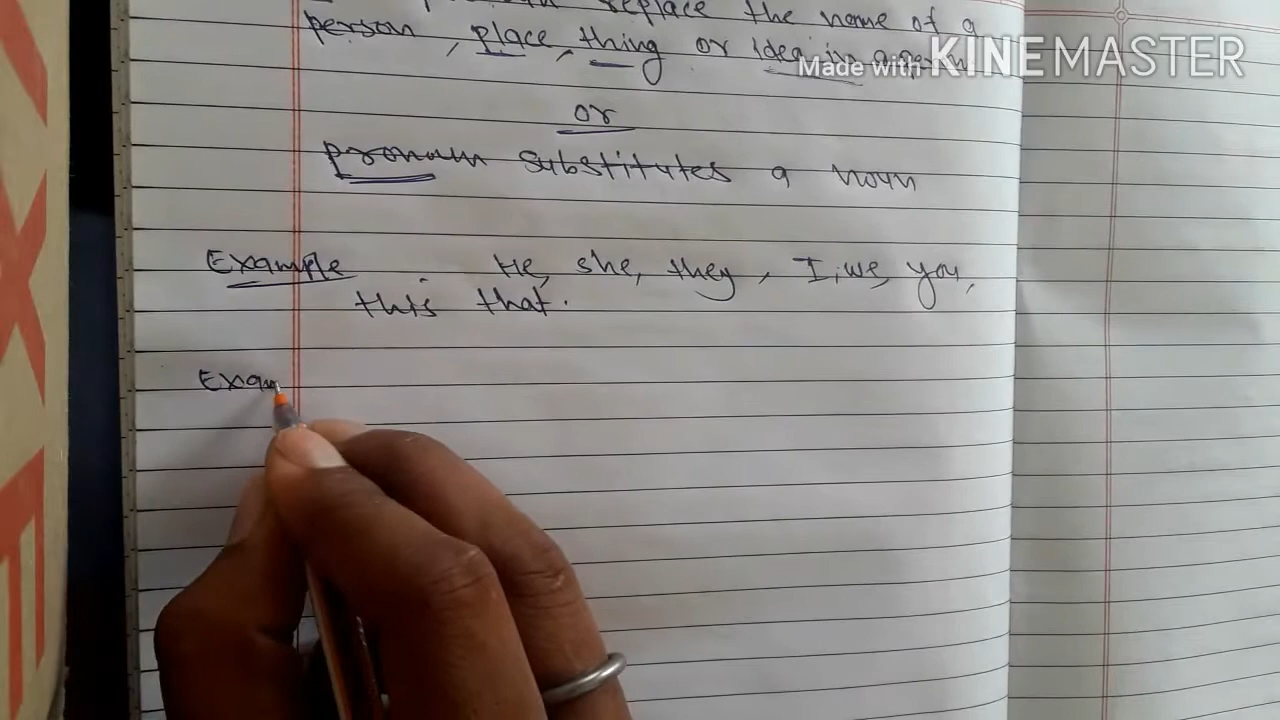 replace the name of a
person, place, thing or idea in a
Made with KINEMASTER
or
pronoun substitutes a noun
Example - He, she, they, I, we, you,
this that.
Exam